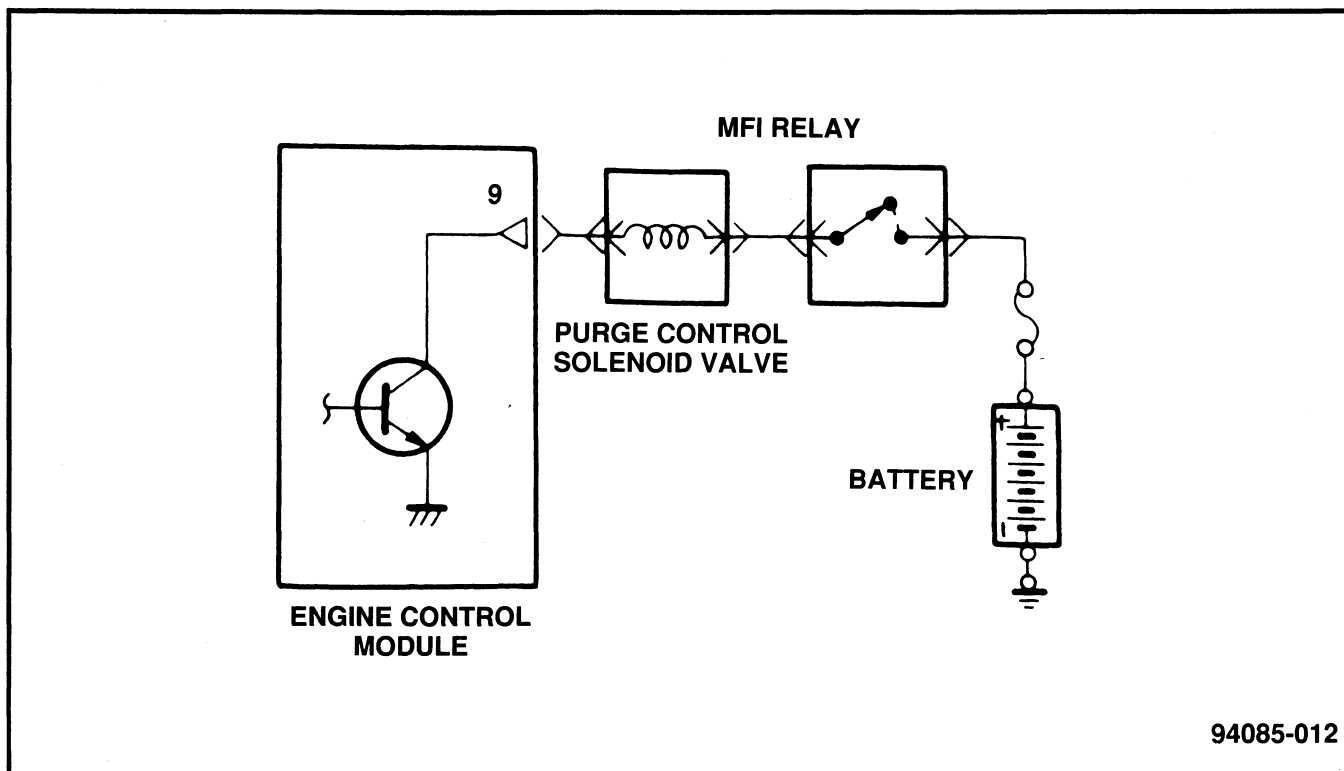 MFI RELAY
9
PURGE CONTROL
SOLENOID VALVE
+
BATTERY
−
ENGINE CONTROL
MODULE
94085-012